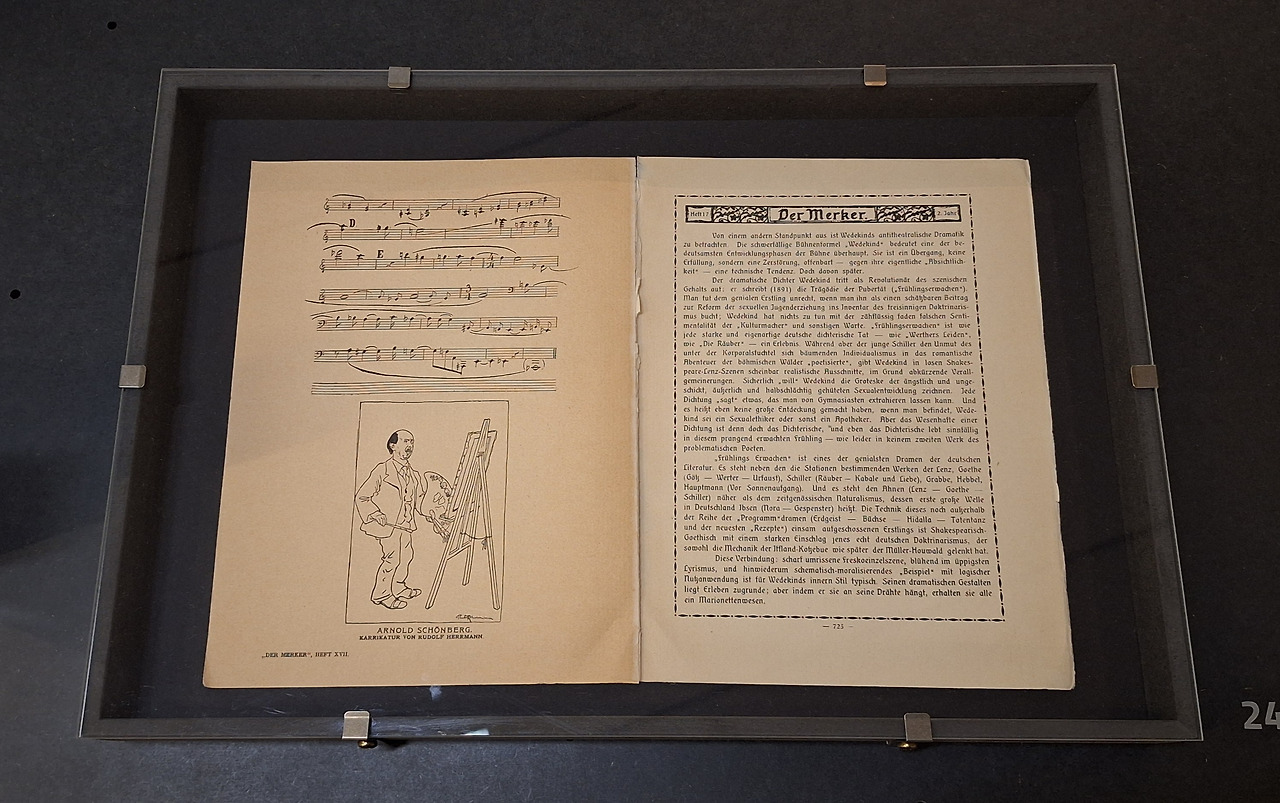 D
E
ARNOLD SCHÖNBERG.
KARRIKATUR VON RUDOLF HERRMANN.
„DER MERKER“, HEFT XVII.
Heft 17 Der Merker. 2. Jahr
Von einem andern Standpunkt aus ist Wedekinds antitheatralische Dramatik
zu betrachten. Die schwerfällige Bühnenformel „Wedekind“ bedeutet eine der be-
deutsamsten Entwicklungsphasen der Bühne überhaupt. Sie ist ein Übergang, keine
Erfüllung, sondern eine Zerstörung, offenbart — gegen ihre eigentliche „Absichtlich-
keit“ — eine technische Tendenz. Doch davon später.
Der dramatische Dichter Wedekind tritt als Revolutionär des szenischen
Gehalts auf: er schreibt (1891) die Tragödie der Pubertät („Frühlingserwachen“).
Man tut dem genialen Erstling unrecht, wenn man ihn als einen schätzbaren Beitrag
zur Reform der sexuellen Jugenderziehung ins Inventar des freisinnigen Doktrinaris-
mus bucht; Wedekind hat nichts zu tun mit der zähflüssig faden falschen Senti-
mentalität der „Kulturmacher“ und sonstigen Worte. „Frühlingserwachen“ ist wie
jede starke und eigenartige deutsche dichterische Tat — wie „Werthers Leiden“,
wie „Die Räuber“ — ein Erlebnis. Während aber der junge Schiller den Unmut des
unter der Korporalsfuchtel sich bäumenden Individualismus in das romantische
Abenteuer der böhmischen Wälder „poetisierte“, gibt Wedekind in losen Shakes-
peare-Lenz-Szenen scheinbar realistische Ausschnitte, im Grund abkürzende Verall-
gemeinerungen. Sicherlich „will“ Wedekind die Groteske der ängstlich und unge-
schickt, äußerlich und halbschlächtig gehüteten Sexualentwicklung zeichnen. Jede
Dichtung „sagt“ etwas, das man von Gymnasiasten extrahieren lassen kann. Und
es heißt eben keine große Entdeckung gemacht haben, wenn man befindet, Wede-
kind sei ein Sexualethiker oder sonst ein Apotheker. Aber das Wesenhafte einer
Dichtung ist denn doch das Dichterische, und eben das Dichterische lebt sinnfällig
in diesem prangend erwachten Frühling — wie leider in keinem zweiten Werk des
problematischen Poeten.
„Frühlings Erwachen“ ist eines der genialsten Dramen der deutschen
Literatur. Es steht neben den die Stationen bestimmenden Werken der Lenz, Goethe
(Götz — Werter — Urfaust), Schiller (Räuber — Kabale und Liebe), Grabbe, Hebbel,
Hauptmann (Vor Sonnenaufgang). Und es steht den Ahnen (Lenz — Goethe —
Schiller) näher als dem zeitgenössischen Naturalismus, dessen erste große Welle
in Deutschland Ibsen (Nora — Gespenster) heißt. Die Technik dieses noch außerhalb
der Reihe der „Programm“dramen (Erdgeist — Büchse — Hidalla — Totentanz
und der neuesten „Rezepte“) einsam aufgeschossenen Erstlings ist Shakespearisch-
Goethisch mit einem starken Einschlag jenes echt deutschen Doktrinarismus, der
sowohl die Mechanik der Iffland-Kotzebue wie später der Müller-Houwald gelenkt hat.
Diese Verbindung: scharf umrissene Freskoeinzelszene, blühend im üppigsten
Lyrismus, und hinwiederum schematisch-moralisierendes „Beispiel“ mit logischer
Nutzanwendung ist für Wedekinds innern Stil typisch. Seinen dramatischen Gestalten
liegt Erleben zugrunde; aber indem er sie an seine Drähte hängt, erhalten sie alle
ein Marionettenwesen.
— 723 —
24